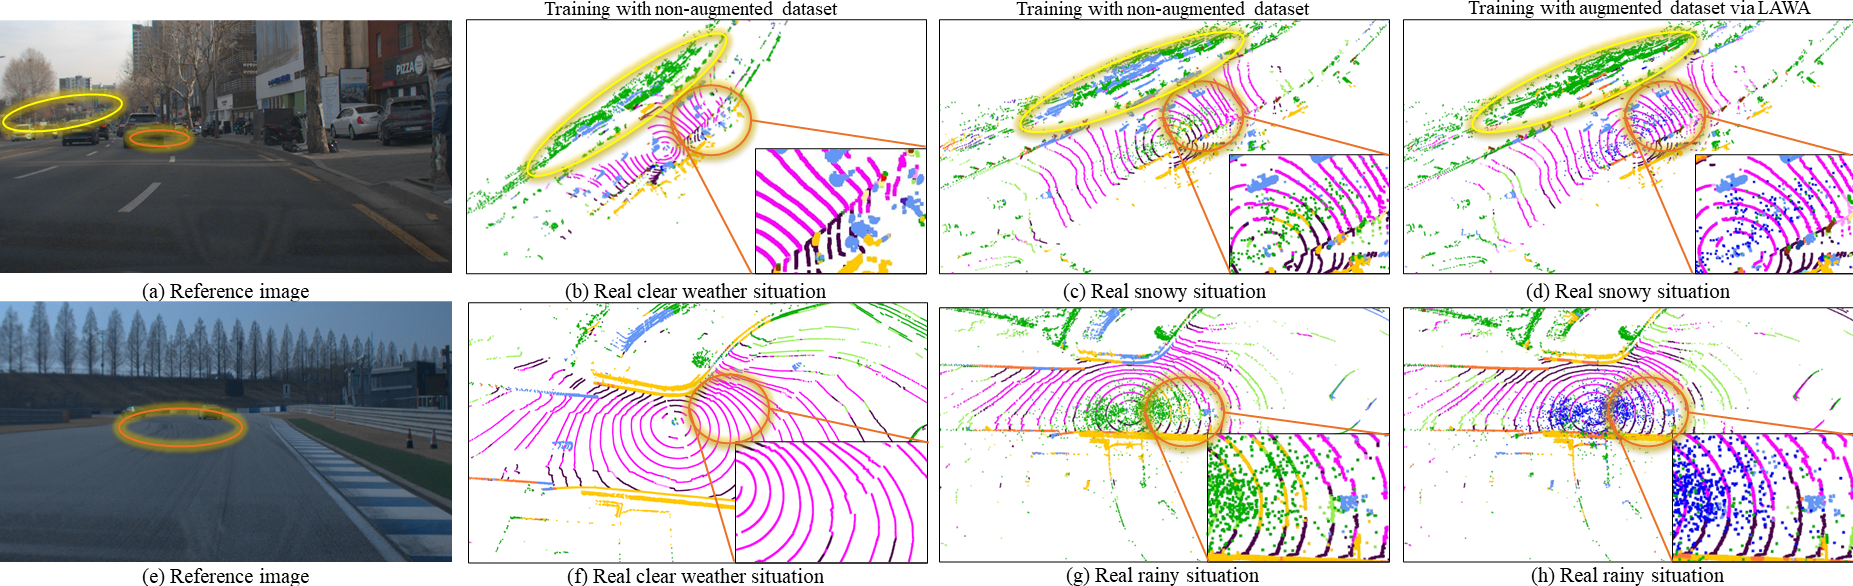 Training with non-augmented dataset
Training with non-augmented dataset
Training with augmented dataset via LAWA
PIZZA
(a) Reference image
(b) Real clear weather situation
(c) Real snowy situation
(d) Real snowy situation
(e) Reference image
(f) Real clear weather situation
(g) Real rainy situation
(h) Real rainy situation